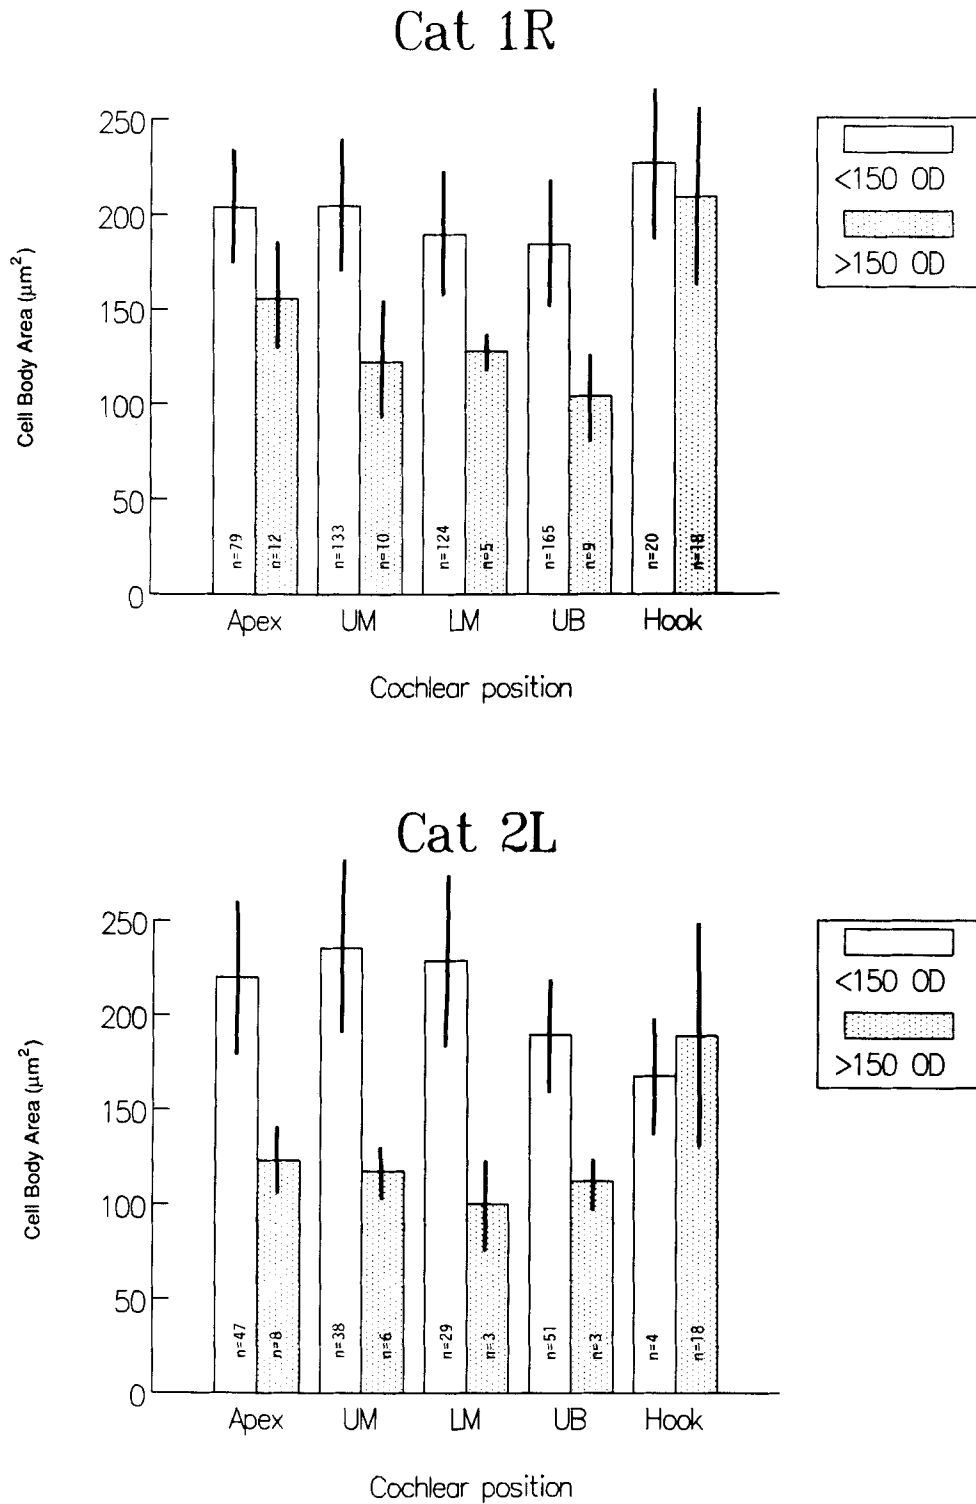 Cat 1R
250
200
150
100
50
0
Cell Body Area (μm²)
<150 OD
>150 OD
n=79
n=12
n=133
n=10
n=124
n=5
n=165
n=9
n=20
n=18
Apex UM LM UB Hook
Cochlear position
Cat 2L
250
200
150
100
50
0
Cell Body Area (μm²)
<150 OD
>150 OD
n=47
n=8
n=38
n=6
n=29
n=3
n=51
n=3
n=4
n=18
Apex UM LM UB Hook
Cochlear position